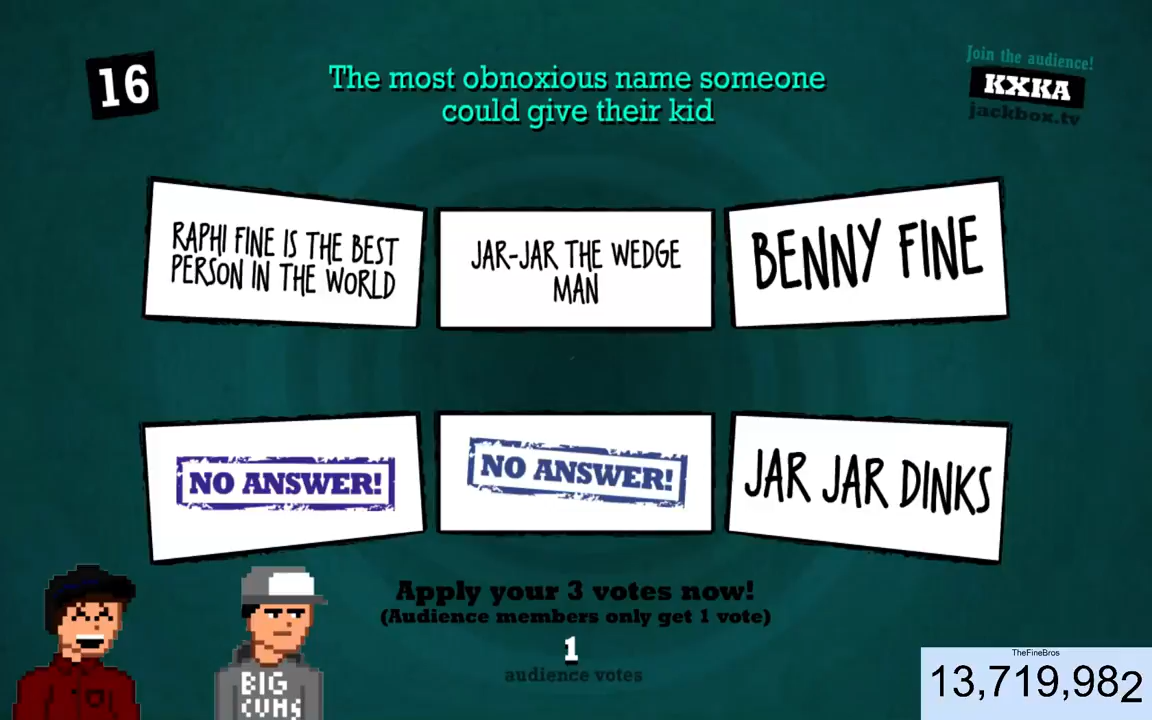 16
The most obnoxious name someone
could give their kid
Join the audience!
KXKA
jackbox.tv
RAPHI FINE IS THE BEST
PERSON IN THE WORLD
JAR-JAR THE WEDGE
MAN
BENNY FINE
NO ANSWER!
NO ANSWER!
JAR JAR DINKS
Apply your 3 votes now!
(Audience members only get 1 vote)
1
audience votes
BIG
CUMS
TheFineBros
13,719,982